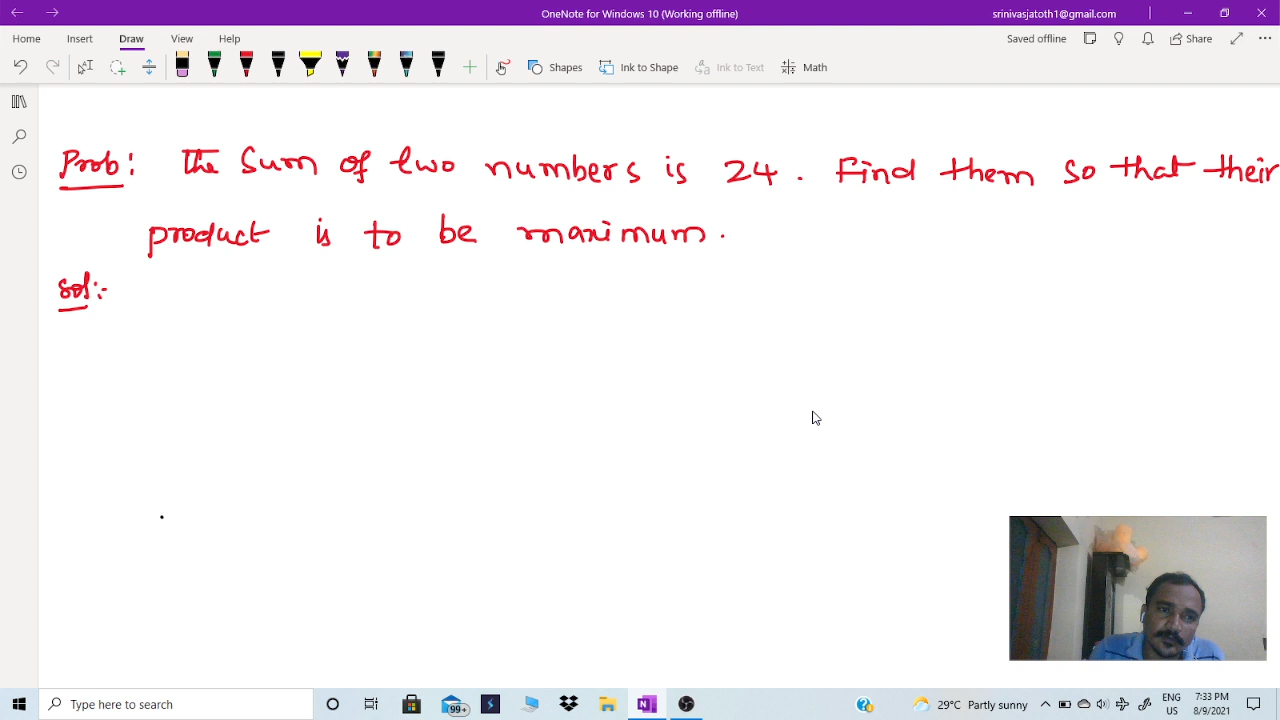 OneNote for Windows 10 (Working offline)
srinivasjatoth1@gmail.com
Home Insert Draw View Help
Saved offline
Share
Shapes
Ink to Shape
Ink to Text
Math
Prob: The Sum of two numbers is 24. Find them so that their
product is to be maximum.
Sol:-
Type here to search
99+
29°C Partly sunny
ENG
US
7:33 PM
8/9/2021